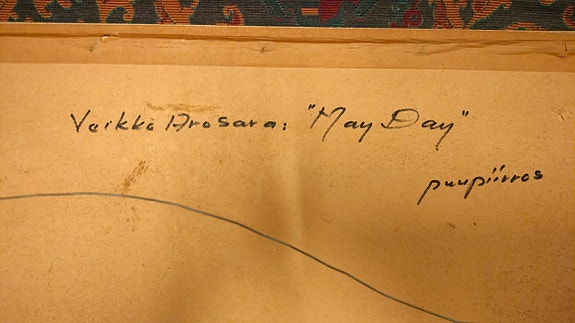 Veikko Arosara: "May Day"
puupiirros